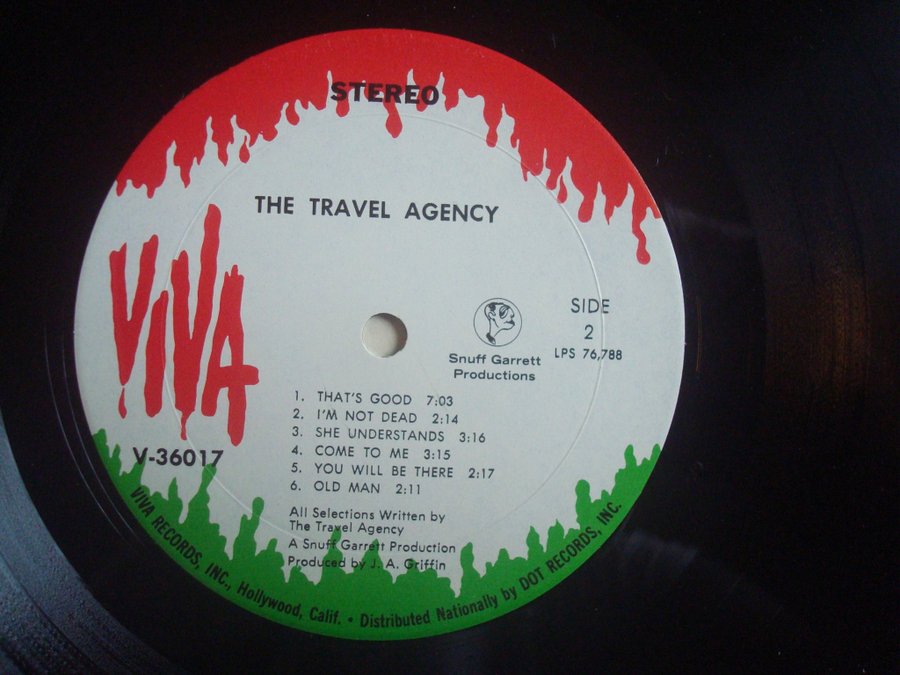 STEREO
THE TRAVEL AGENCY
VIVA
SIDE
2
LPS 76,788
Snuff Garrett
Productions
1. THAT'S GOOD 7:03
2. I'M NOT DEAD 2:14
3. SHE UNDERSTANDS 3:16
4. COME TO ME 3:15
5. YOU WILL BE THERE 2:17
6. OLD MAN 2:11
V-36017
All Selections Written by
The Travel Agency
A Snuff Garrett Production
Produced by J. A. Griffin
VIVA RECORDS, INC., Hollywood, Calif. • Distributed Nationally by DOT RECORDS, INC.